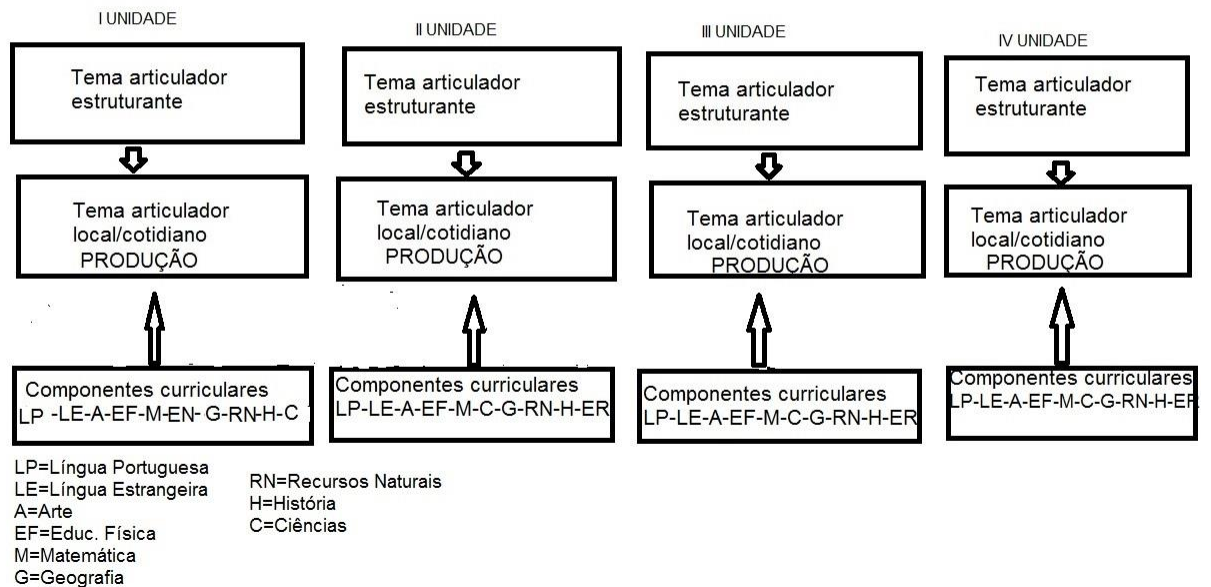 I UNIDADE
Tema articulador
estruturante
Tema articulador
local/cotidiano
PRODUÇÃO
Componentes curriculares
LP -LE-A-EF-M-EN- G-RN-H-C
II UNIDADE
Tema articulador
estruturante
Tema articulador
local/cotidiano
PRODUÇÃO
Componentes curriculares
LP-LE-A-EF-M-C-G-RN-H-ER
III UNIDADE
Tema articulador
estruturante
Tema articulador
local/cotidiano
PRODUÇÃO
Componentes curriculares
LP-LE-A-EF-M-C-G-RN-H-ER
IV UNIDADE
Tema articulador
estruturante
Tema articulador
local/cotidiano
PRODUÇÃO
Componentes curriculares
LP-LE-A-EF-M-C-G-RN-H-ER
LP=Língua Portuguesa
LE=Língua Estrangeira
A=Arte
EF=Educ. Física
M=Matemática
G=Geografia
RN=Recursos Naturais
H=História
C=Ciências